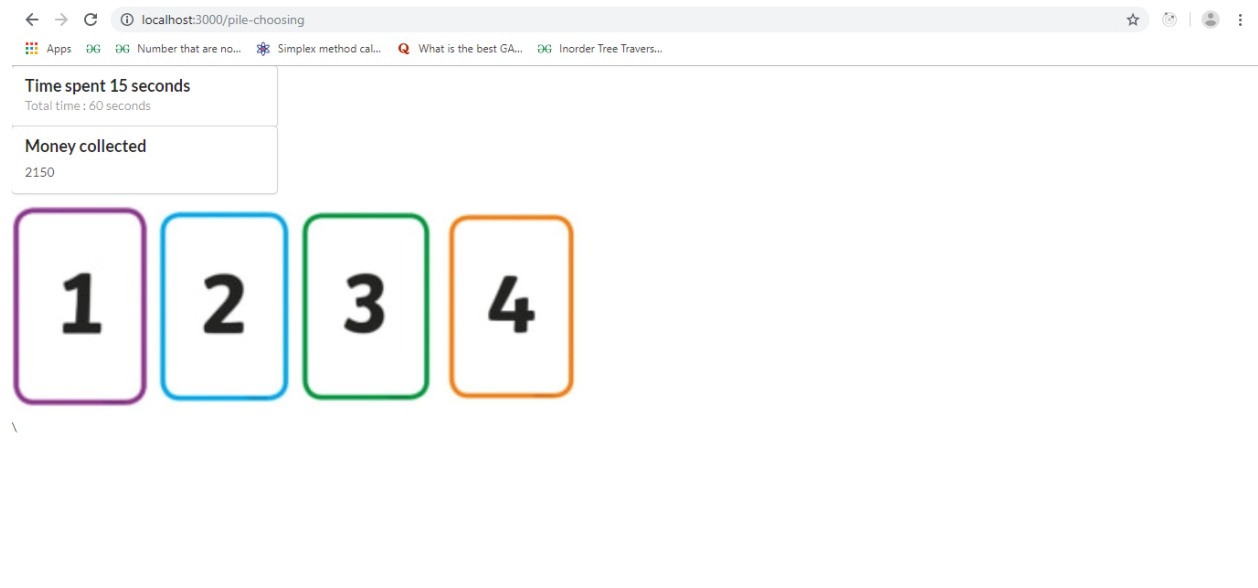 localhost:3000/pile-choosing
Apps Number that are no... Simplex method cal... Q What is the best GA... Inorder Tree Travers...
Time spent 15 seconds
Total time : 60 seconds
Money collected
2150
1 2 3 4
\